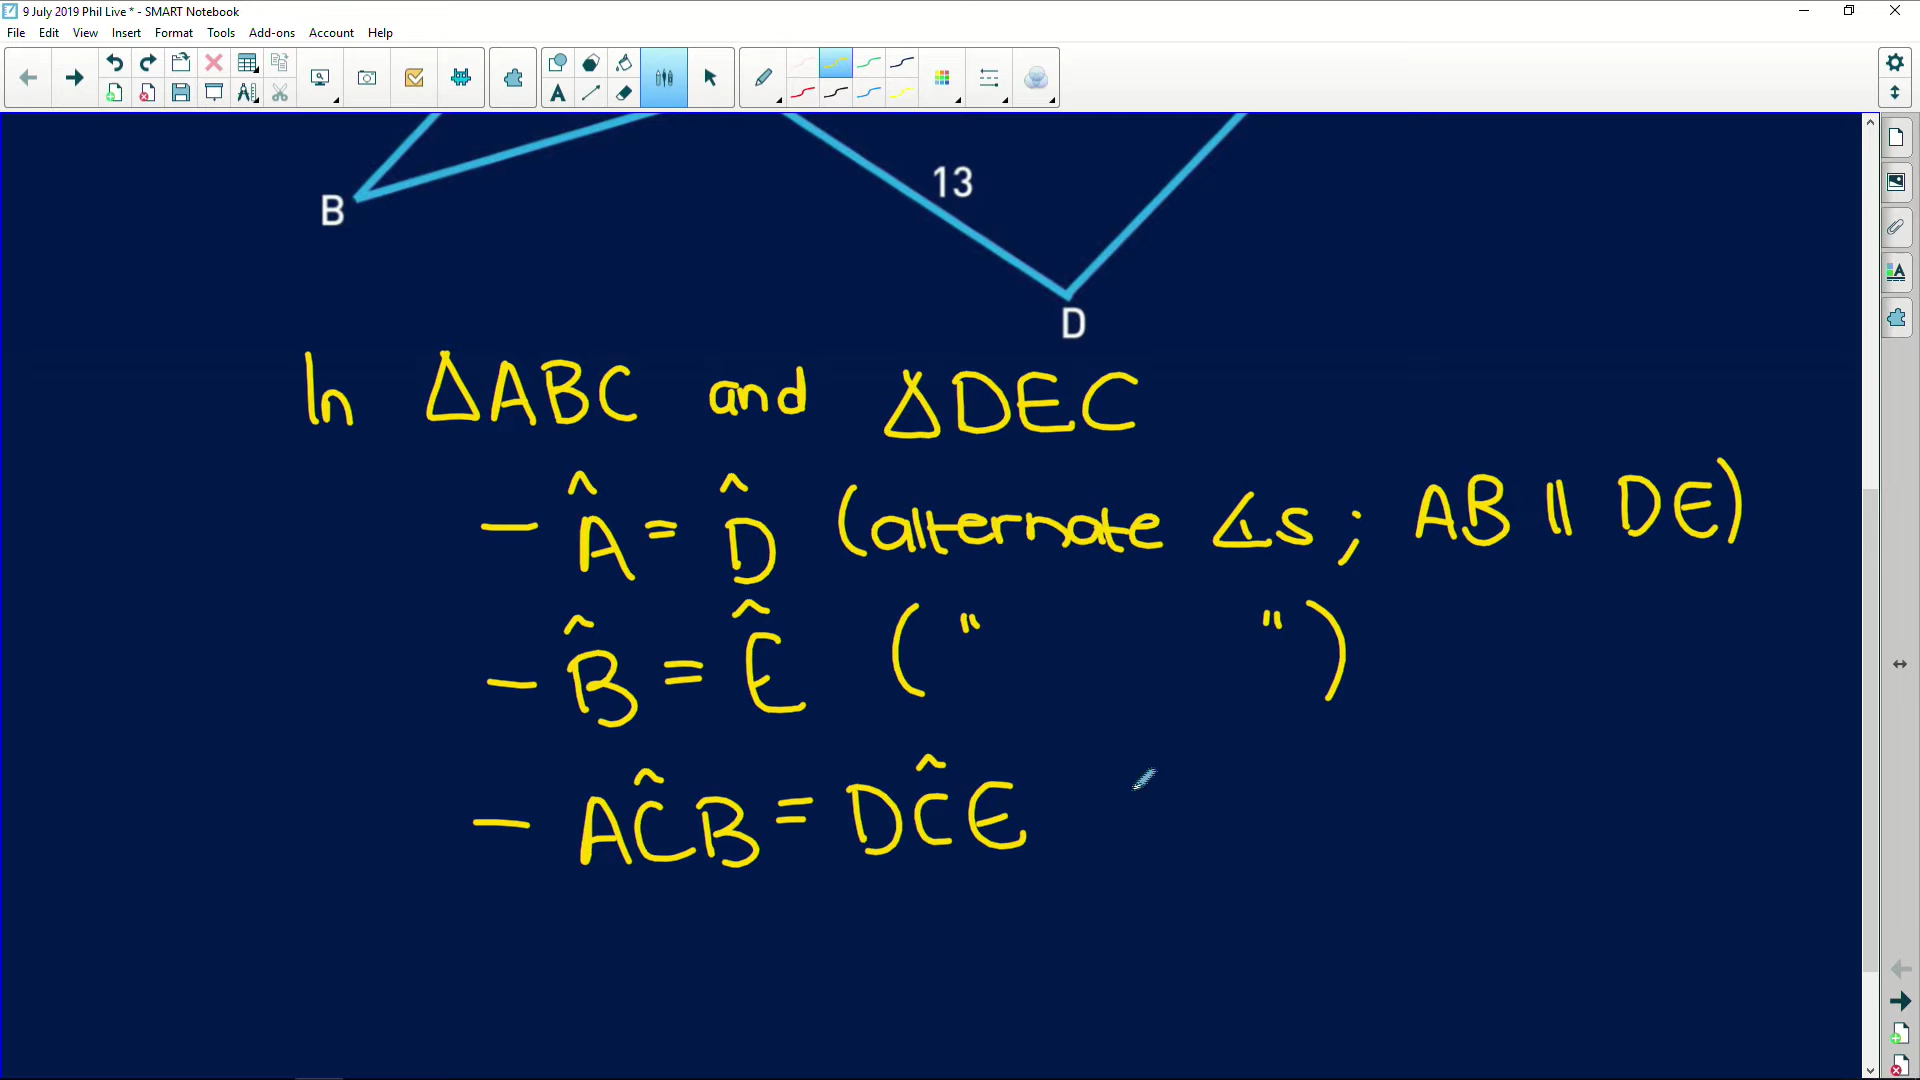 9 July 2019 Phil Live * - SMART Notebook
File Edit View Insert Format Tools Add-ons Account Help
13
B
D
In ΔABC and ΔDEC
- Â = D̂ (alternate ∡s ; AB || DE)
- B̂ = Ê ( " " )
- AĈB = DĈE